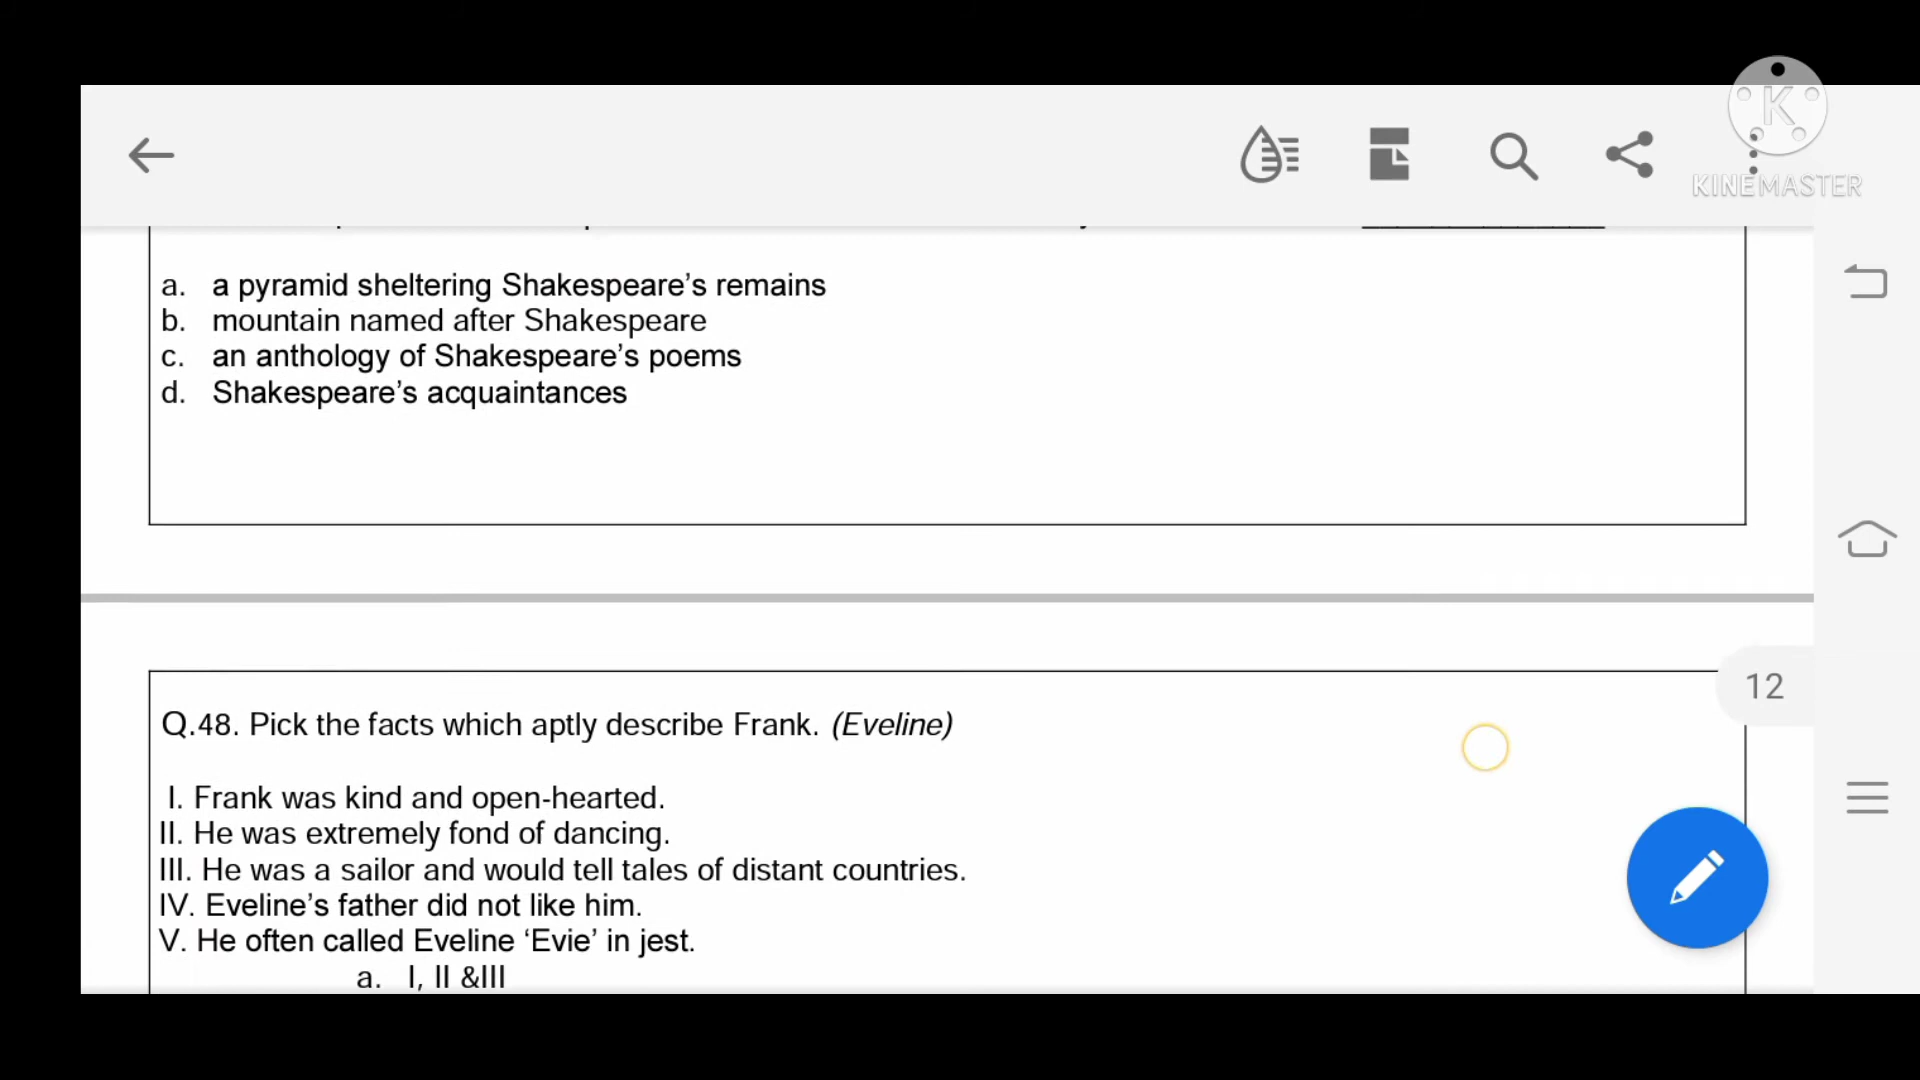 K
KINEMASTER
a. a pyramid sheltering Shakespeare’s remains
b. mountain named after Shakespeare
c. an anthology of Shakespeare’s poems
d. Shakespeare’s acquaintances
12
Q.48. Pick the facts which aptly describe Frank. (Eveline)
I. Frank was kind and open-hearted.
II. He was extremely fond of dancing.
III. He was a sailor and would tell tales of distant countries.
IV. Eveline’s father did not like him.
V. He often called Eveline ‘Evie’ in jest.
a. I, II &III